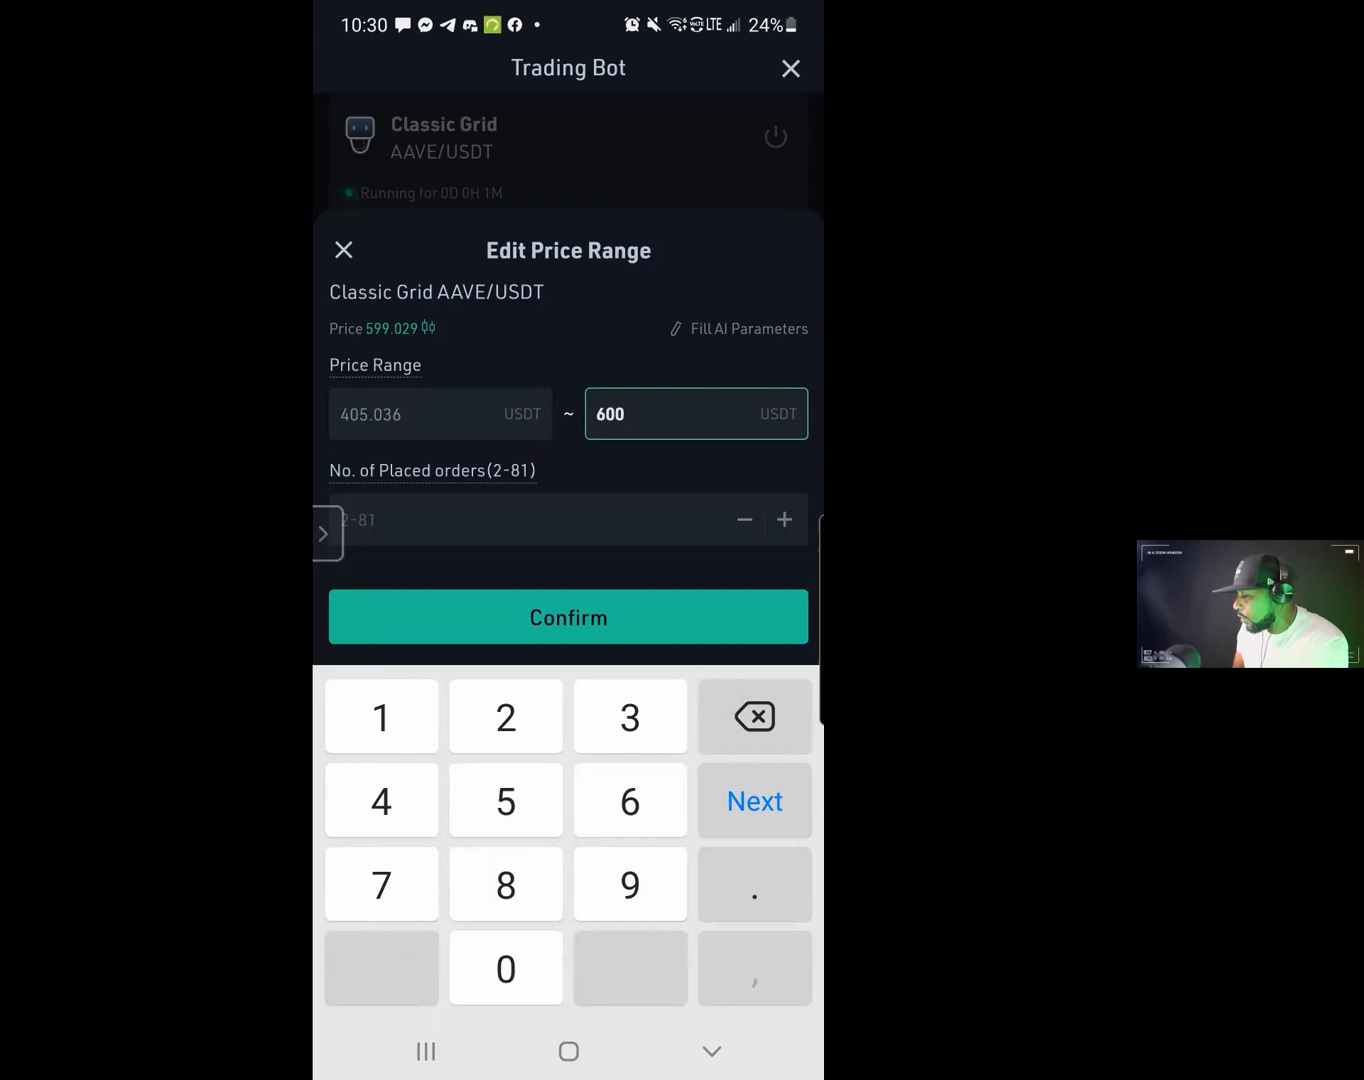 10:30 VoLTE LTE 24%
Trading Bot
Classic Grid
AAVE/USDT
Running for 0D 0H 1M
Edit Price Range
Classic Grid AAVE/USDT
Price 599.029 Fill AI Parameters
Price Range
405.036 USDT ~ 600 USDT
No. of Placed orders(2-81)
2-81 − +
Confirm
1 2 3
4 5 6 Next
7 8 9 .
0 ,